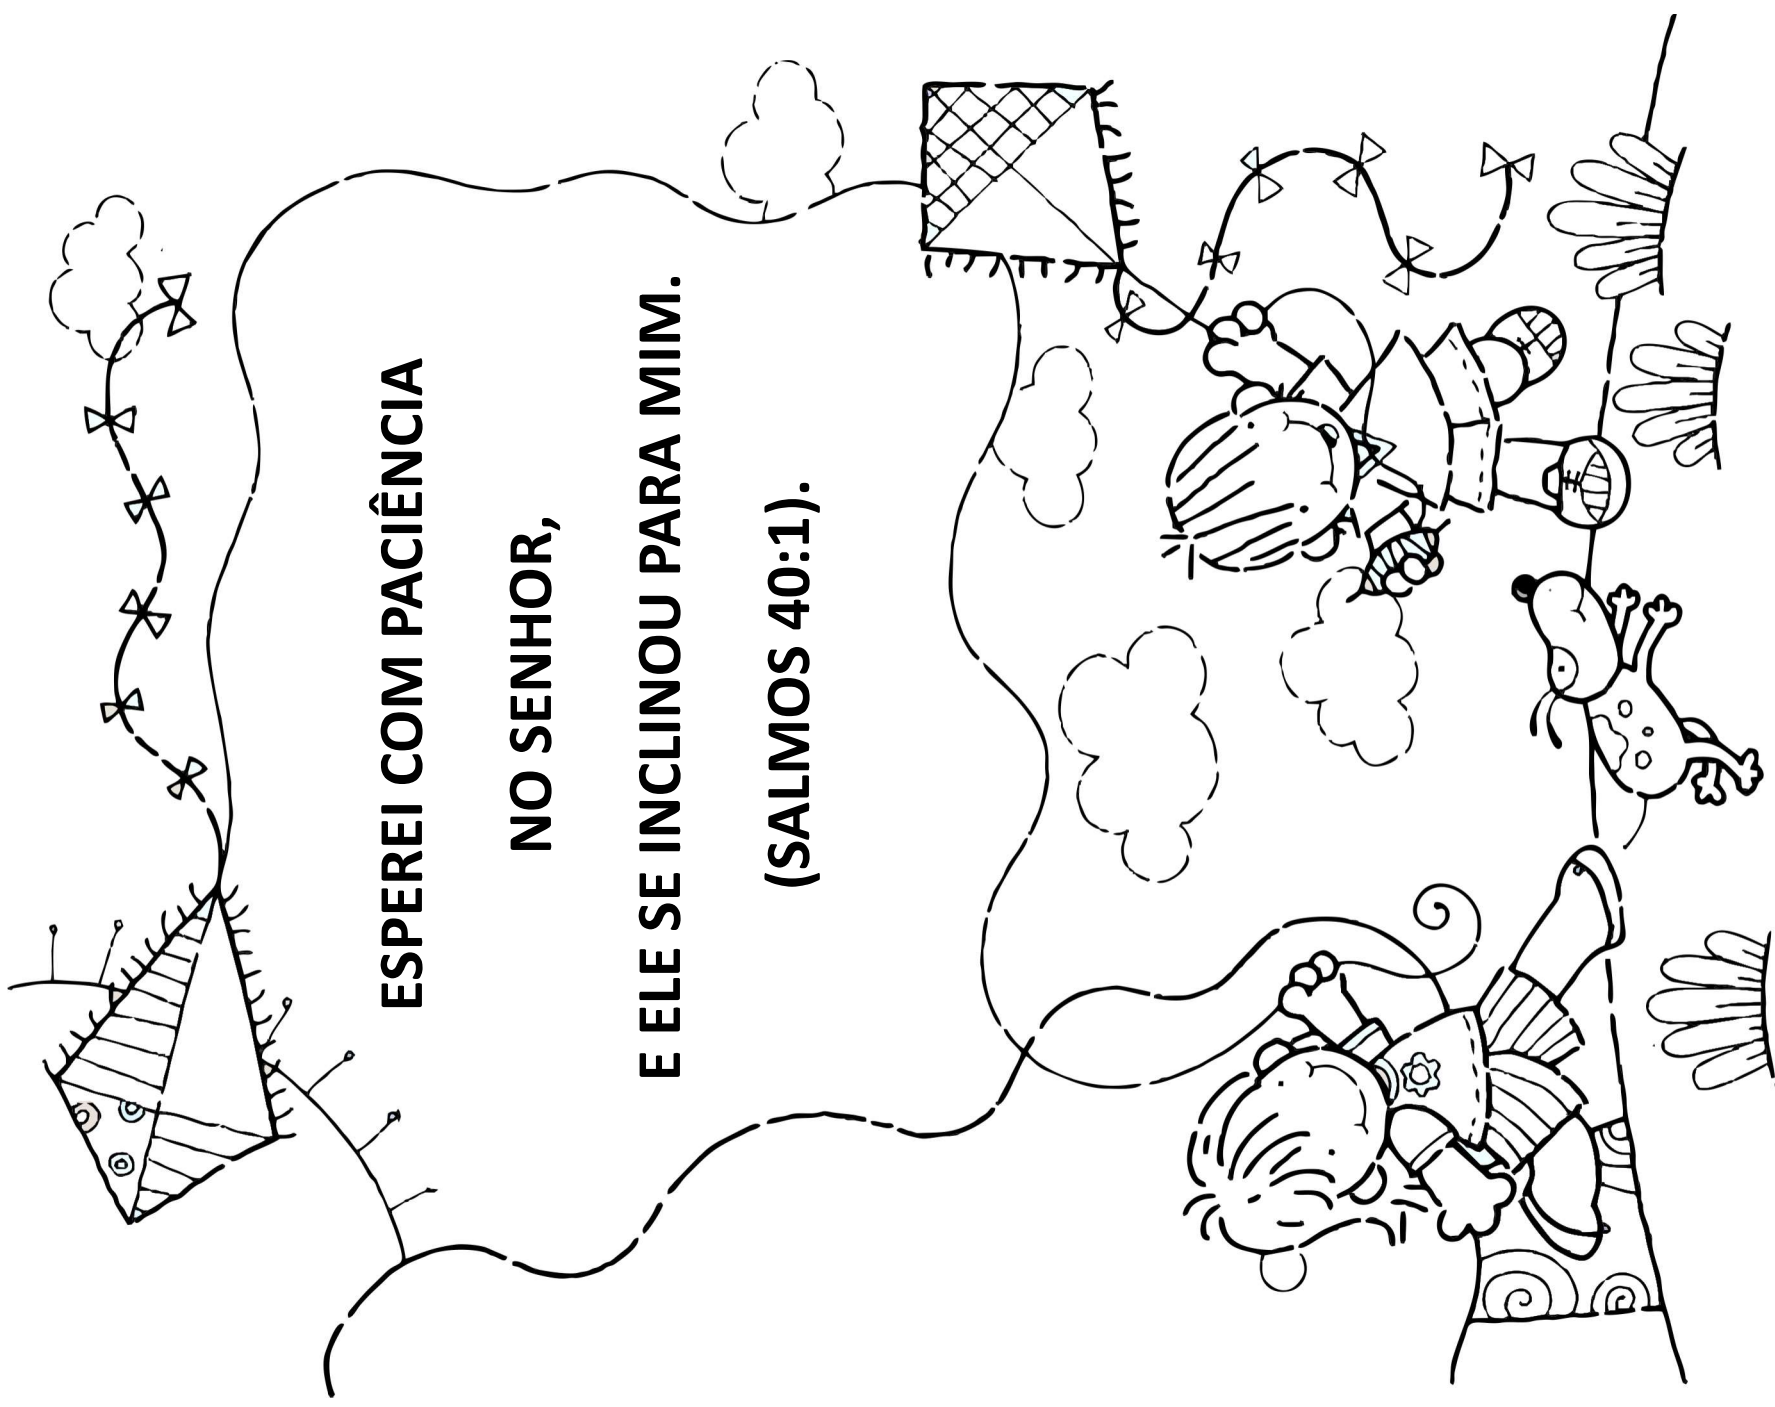 ESPEREI COM PACIÊNCIA
NO SENHOR,
E ELE SE INCLINOU PARA MIM.
(SALMOS 40:1).